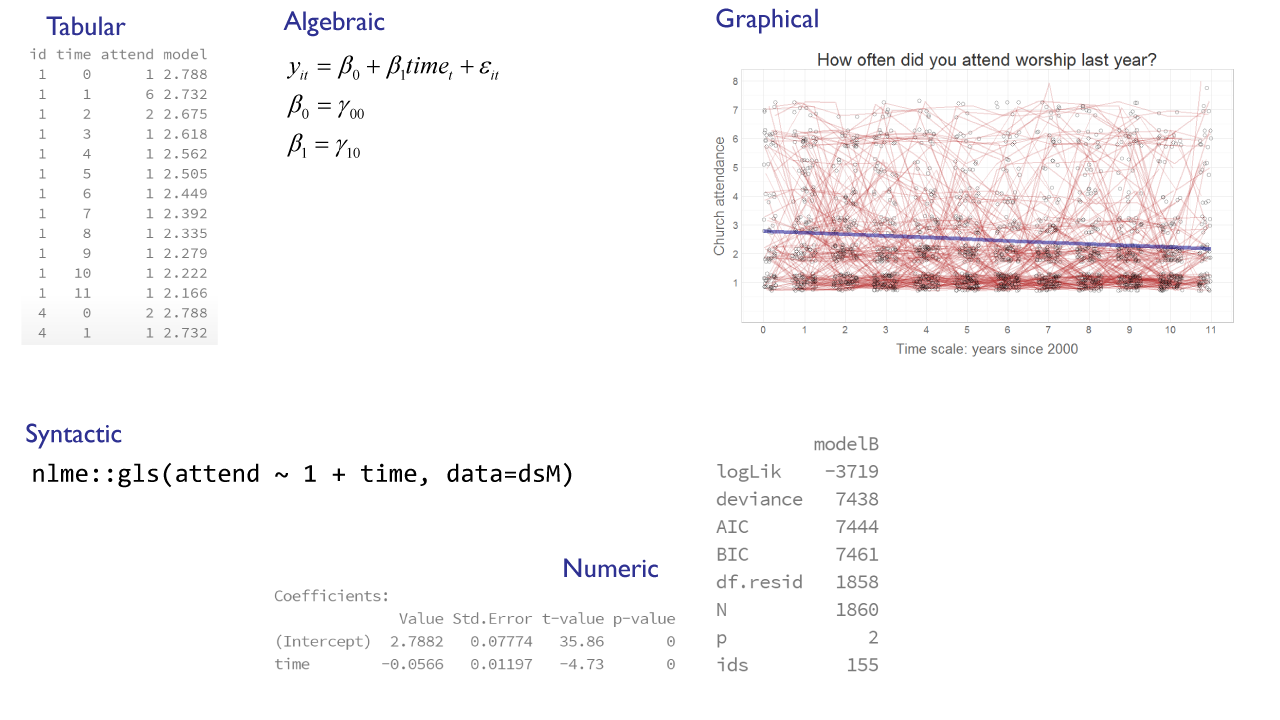 Tabular
id time attend model
1 0 1 2.788
1 1 6 2.732
1 2 2 2.675
1 3 1 2.618
1 4 1 2.562
1 5 1 2.505
1 6 1 2.449
1 7 1 2.392
1 8 1 2.335
1 9 1 2.279
1 10 1 2.222
1 11 1 2.166
4 0 2 2.788
4 1 1 2.732
Algebraic
yᵢₜ = β₀ + β₁timeₜ + εᵢₜ
β₀ = γ₀₀
β₁ = γ₁₀
Graphical
How often did you attend worship last year?
Church attendance
8
7
6
5
4
3
2
1
0 1 2 3 4 5 6 7 8 9 10 11
Time scale: years since 2000
Syntactic
nlme::gls(attend ~ 1 + time, data=dsM)
Numeric
Coefficients:
Value Std.Error t-value p-value
(Intercept) 2.7882 0.07774 35.86 0
time -0.0566 0.01197 -4.73 0
modelB
logLik -3719
deviance 7438
AIC 7444
BIC 7461
df.resid 1858
N 1860
p 2
ids 155